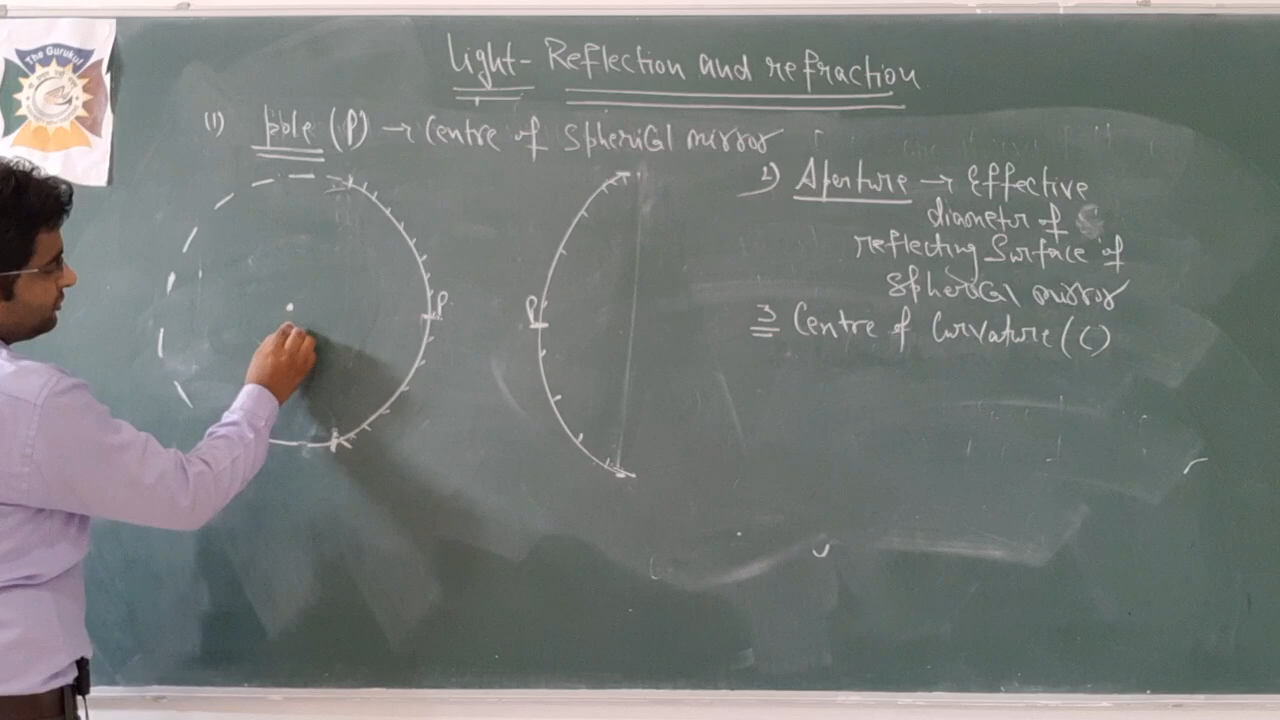 The Gurukul
Light- Reflection and refraction
(1) pole (P) → Centre of Spherical mirror
2) Aperture → Effective
diameter of
reflecting Surface of
Spherical mirror
3 Centre of Curvature (C)
P
P